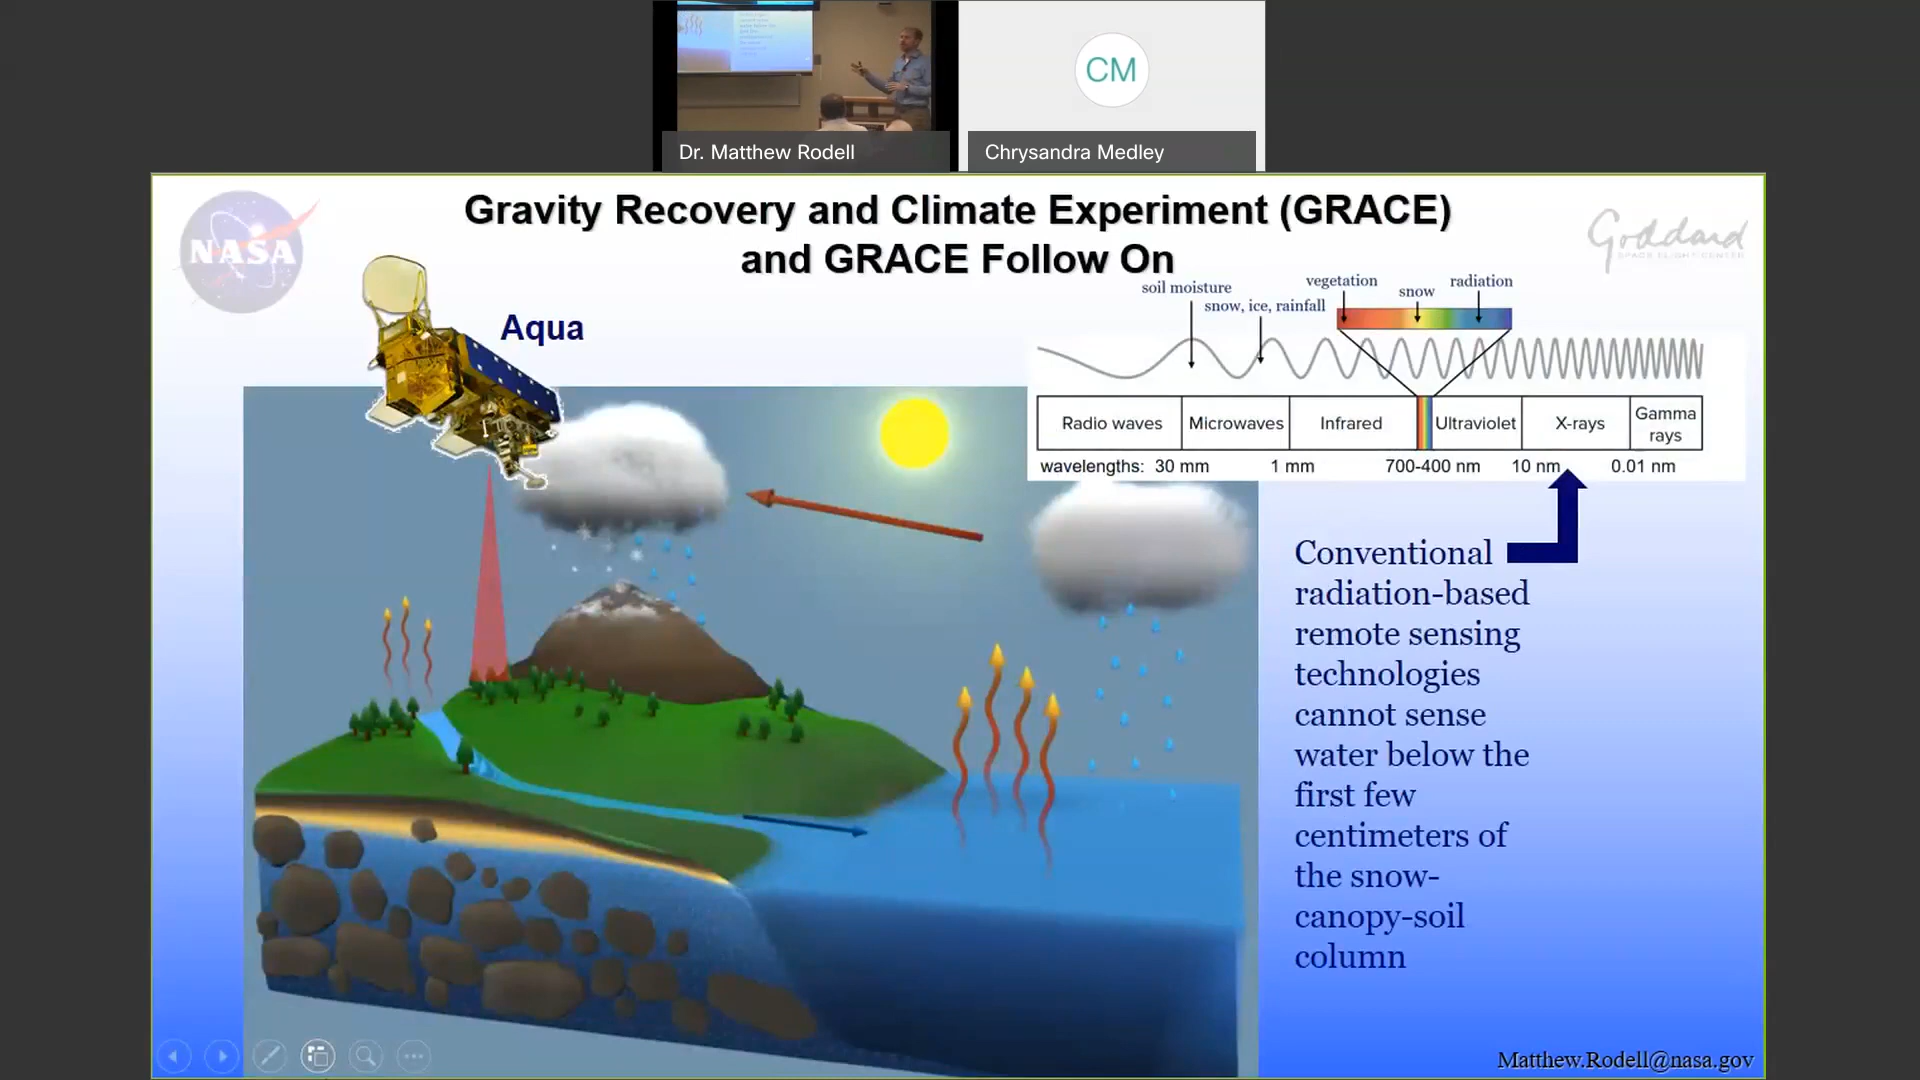 CM
Dr. Matthew Rodell
Chrysandra Medley
NASA
Gravity Recovery and Climate Experiment (GRACE)
and GRACE Follow On
Goddard
SPACE FLIGHT CENTER
Aqua
soil moisture
snow, ice, rainfall
vegetation
snow
radiation
Radio waves
Microwaves
Infrared
Ultraviolet
X-rays
Gamma
rays
wavelengths: 30 mm 1 mm 700-400 nm 10 nm 0.01 nm
Conventional
radiation-based
remote sensing
technologies
cannot sense
water below the
first few
centimeters of
the snow-
canopy-soil
column
Matthew.Rodell@nasa.gov